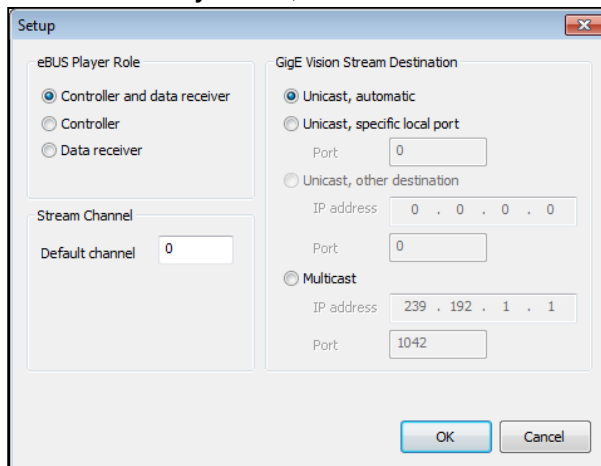 Setup
eBUS Player Role
Controller and data receiver
Controller
Data receiver
Stream Channel
Default channel 0
GigE Vision Stream Destination
Unicast, automatic
Unicast, specific local port
Port 0
Unicast, other destination
IP address 0 . 0 . 0 . 0
Port 0
Multicast
IP address 239 . 192 . 1 . 1
Port 1042
OK Cancel